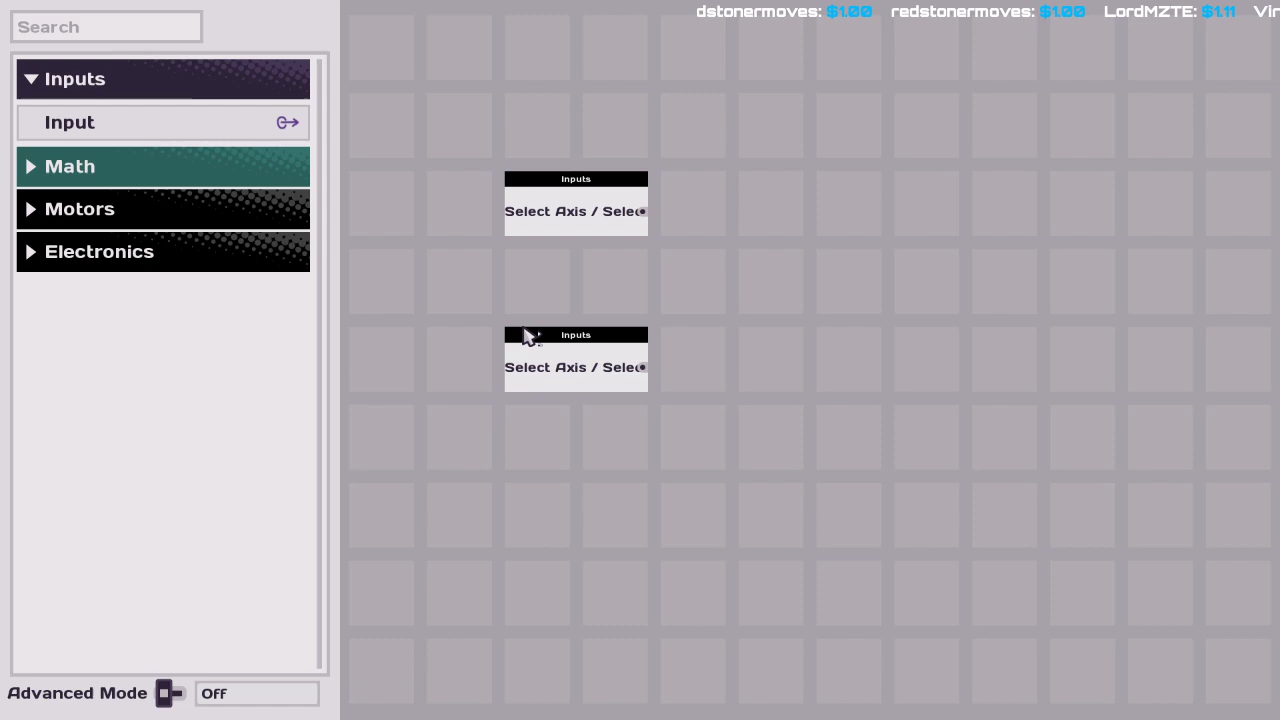 dstonermoves: $1.00 redstonermoves: $1.00 LordMZTE: $1.11 Vir
Search
Inputs
Input
Math
Motors
Electronics
Inputs
Select Axis / Selec
Inputs
Select Axis / Selec
Advanced Mode
Off